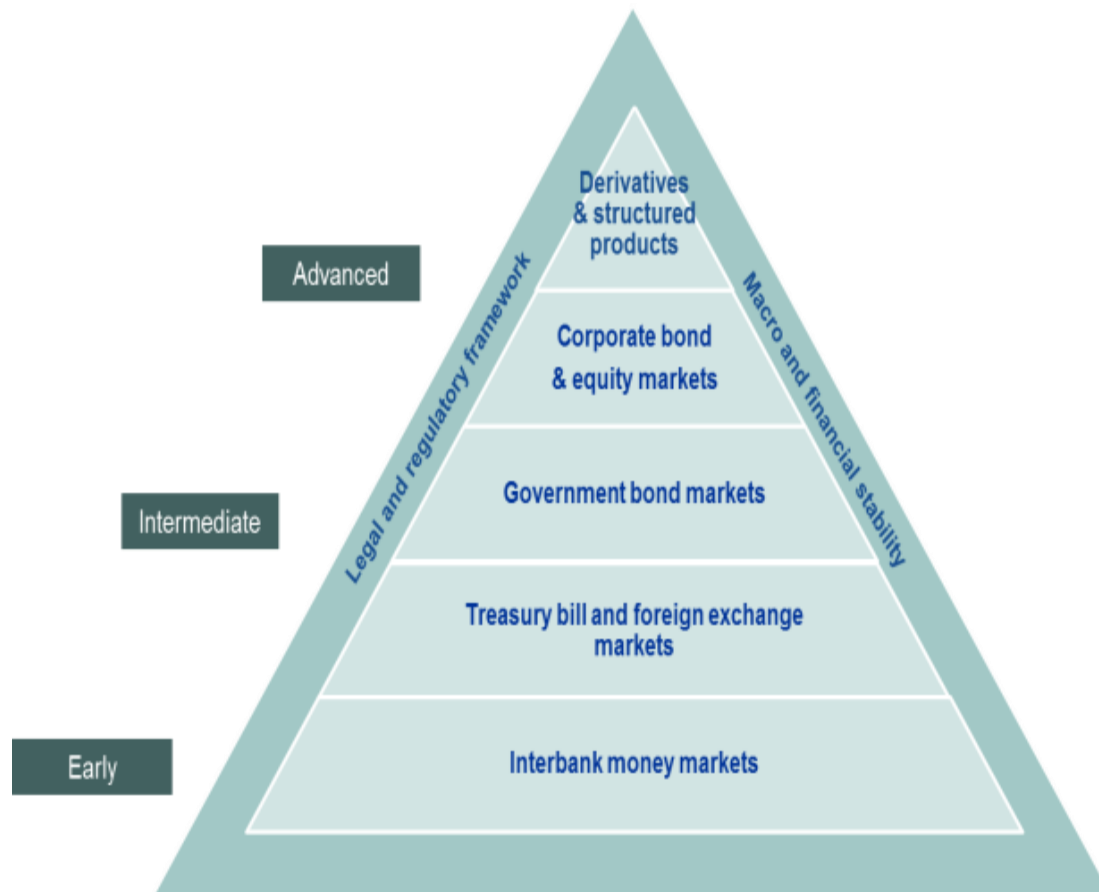 Derivatives
& structured
products
Advanced
Legal and regulatory framework
Macro and financial stability
Corporate bond
& equity markets
Government bond markets
Intermediate
Treasury bill and foreign exchange
markets
Early
Interbank money markets